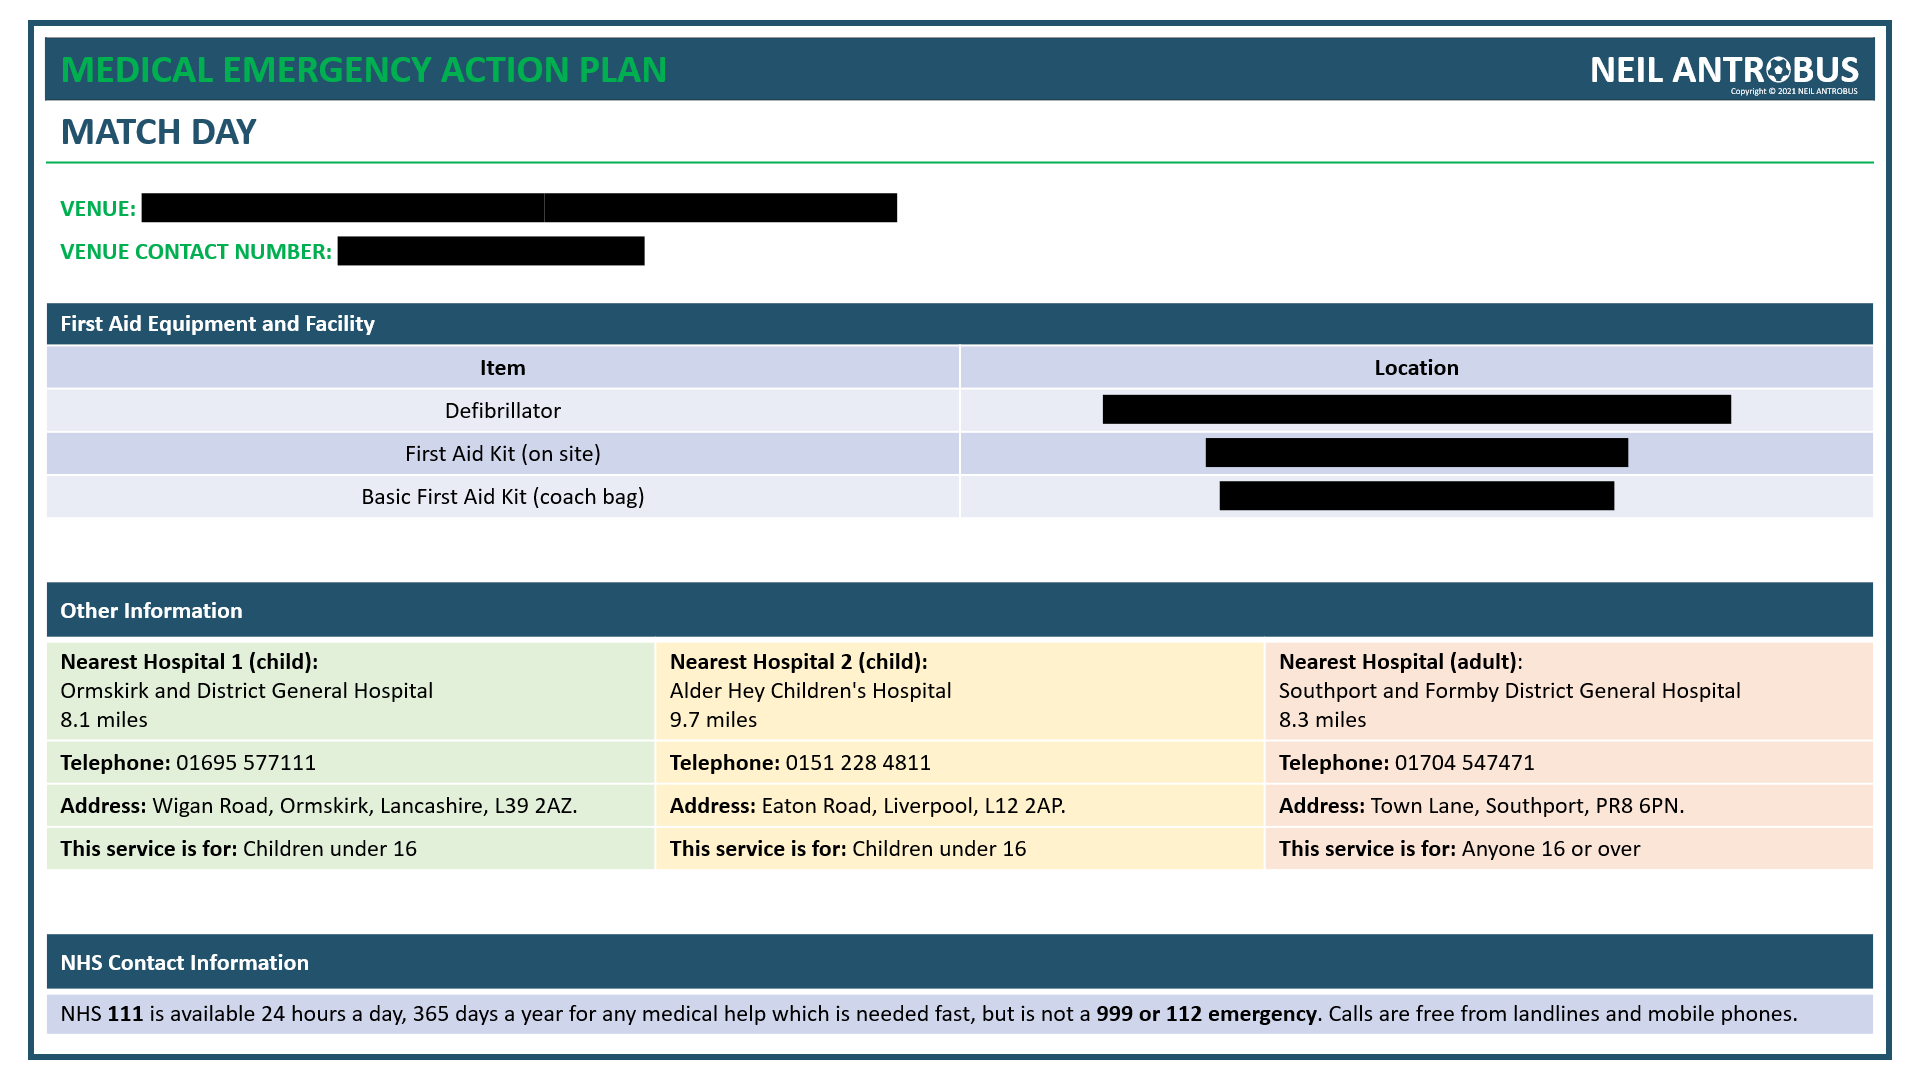 MEDICAL EMERGENCY ACTION PLAN
NEIL ANTROBUS
Copyright © 2021 NEIL ANTROBUS
MATCH DAY
VENUE:
VENUE CONTACT NUMBER:
First Aid Equipment and Facility
Item Location
Defibrillator
First Aid Kit (on site)
Basic First Aid Kit (coach bag)
Other Information
Nearest Hospital 1 (child):
Ormskirk and District General Hospital
8.1 miles
Telephone: 01695 577111
Address: Wigan Road, Ormskirk, Lancashire, L39 2AZ.
This service is for: Children under 16
Nearest Hospital 2 (child):
Alder Hey Children's Hospital
9.7 miles
Telephone: 0151 228 4811
Address: Eaton Road, Liverpool, L12 2AP.
This service is for: Children under 16
Nearest Hospital (adult):
Southport and Formby District General Hospital
8.3 miles
Telephone: 01704 547471
Address: Town Lane, Southport, PR8 6PN.
This service is for: Anyone 16 or over
NHS Contact Information
NHS 111 is available 24 hours a day, 365 days a year for any medical help which is needed fast, but is not a 999 or 112 emergency. Calls are free from landlines and mobile phones.